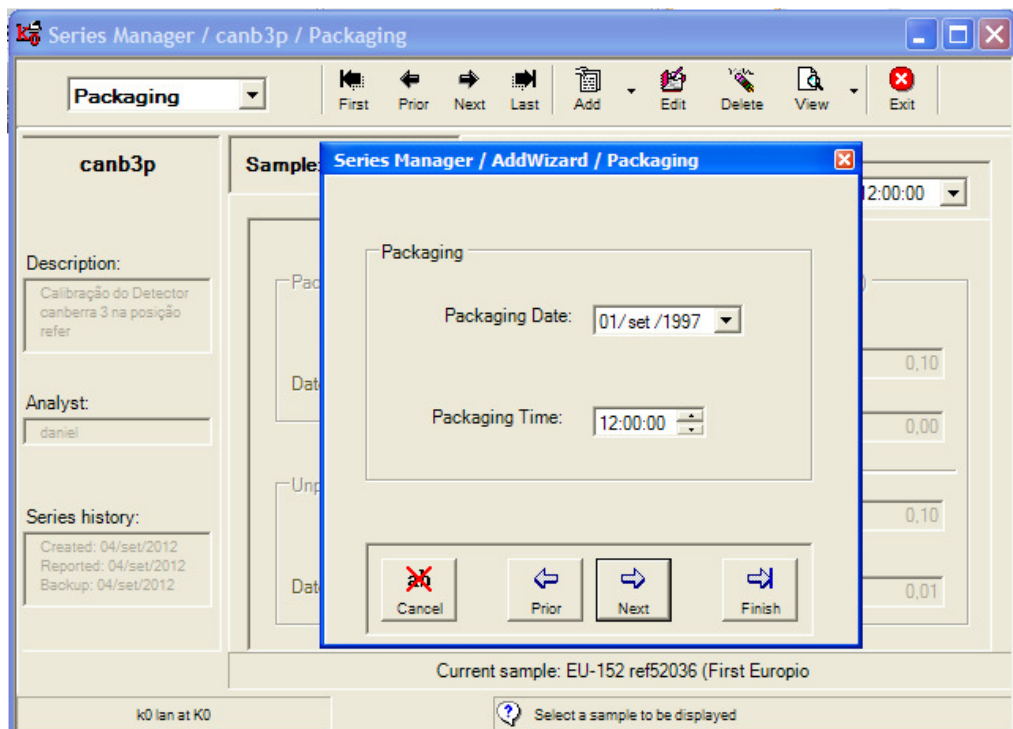 Series Manager / canb3p / Packaging
Packaging
First
Prior
Next
Last
Add
Edit
Delete
View
Exit
canb3p
Description:
Calibração do Detector
canberra 3 na posição
refer
Analyst:
daniel
Series history:
Created: 04/set/2012
Reported: 04/set/2012
Backup: 04/set/2012
Sample:
12:00:00
0,10
0,00
0,10
0,01
Series Manager / AddWizard / Packaging
Packaging
Packaging Date:
01/ set /1997
Packaging Time:
12:00:00
Cancel
Prior
Next
Finish
Current sample: EU-152 ref52036 (First Europio
k0 lan at K0
Select a sample to be displayed